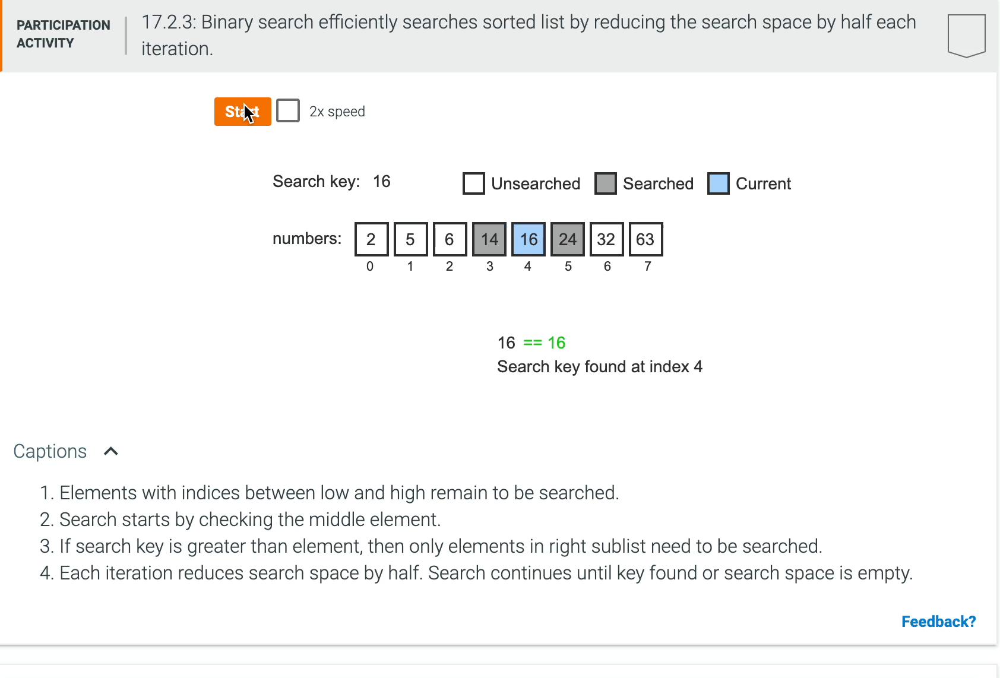 PARTICIPATION
ACTIVITY
17.2.3: Binary search efficiently searches sorted list by reducing the search space by half each
iteration.
Start
2x speed
Search key: 16
Unsearched
Searched
Current
numbers:
2 5 6 14 16 24 32 63
0 1 2 3 4 5 6 7
16 == 16
Search key found at index 4
Captions
1. Elements with indices between low and high remain to be searched.
2. Search starts by checking the middle element.
3. If search key is greater than element, then only elements in right sublist need to be searched.
4. Each iteration reduces search space by half. Search continues until key found or search space is empty.
Feedback?